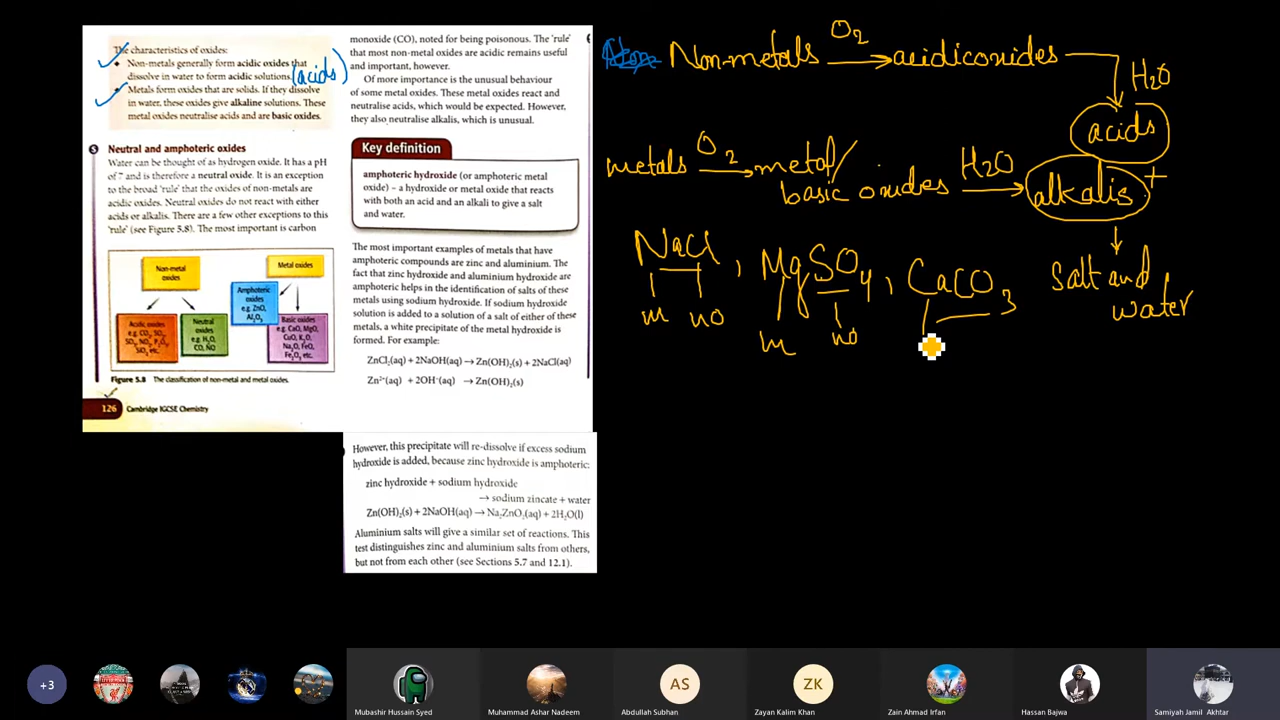 The characteristics of oxides:
Non-metals generally form acidic oxides that
dissolve in water to form acidic solutions.
(acids)
Metals form oxides that are solids. If they dissolve
in water, these oxides give alkaline solutions. These
metal oxides neutralise acids and are basic oxides.
S Neutral and amphoteric oxides
Water can be thought of as hydrogen oxide. It has a pH
of 7 and is therefore a neutral oxide. It is an exception
to the broad 'rule' that the oxides of non-metals are
acidic oxides. Neutral oxides do not react with either
acids or alkalis. There are a few other exceptions to this
'rule' (see Figure 5.8). The most important is carbon
Non-metal
oxides
Metal oxides
Amphoteric
oxides
e.g. ZnO,
Al₂O₃
Acidic oxides
e.g. CO₂, SO₂,
SO₃, NO₂, P₂O₅,
SiO₂ etc.
Neutral
oxides
e.g. H₂O,
CO, NO
Basic oxides
e.g. CaO, MgO,
CuO, K₂O,
Na₂O, FeO,
Fe₂O₃ etc.
Figure 5.8 The classification of non-metal and metal oxides.
126 Cambridge IGCSE Chemistry
monoxide (CO), noted for being poisonous. The 'rule'
that most non-metal oxides are acidic remains useful
and important, however.
Of more importance is the unusual behaviour
of some metal oxides. These metal oxides react and
neutralise acids, which would be expected. However,
they also neutralise alkalis, which is unusual.
Key definition
amphoteric hydroxide (or amphoteric metal
oxide) – a hydroxide or metal oxide that reacts
with both an acid and an alkali to give a salt
and water.
The most important examples of metals that have
amphoteric compounds are zinc and aluminium. The
fact that zinc hydroxide and aluminium hydroxide are
amphoteric helps in the identification of salts of these
metals using sodium hydroxide. If sodium hydroxide
solution is added to a solution of a salt of either of these
metals, a white precipitate of the metal hydroxide is
formed. For example:
ZnCl₂(aq) + 2NaOH(aq) → Zn(OH)₂(s) + 2NaCl(aq)
Zn²⁺(aq) + 2OH⁻(aq) → Zn(OH)₂(s)
However, this precipitate will re-dissolve if excess sodium
hydroxide is added, because zinc hydroxide is amphoteric:
zinc hydroxide + sodium hydroxide
→ sodium zincate + water
Zn(OH)₂(s) + 2NaOH(aq) → Na₂ZnO₂(aq) + 2H₂O(l)
Aluminium salts will give a similar set of reactions. This
test distinguishes zinc and aluminium salts from others,
but not from each other (see Sections 5.7 and 12.1).
Non-metals O2 → acidic oxides
H2O
acids
metals O2 → metal/
basic oxides H2O → alkalis +
NaCl, MgSO4, CaCO3
Salt and
water
m no
m no
+3
Mubashir Hussain Syed
Muhammad Ashar Nadeem
AS
Abdullah Subhan
ZK
Zayan Kalim Khan
Zain Ahmad Irfan
Hassan Bajwa
Samiyah Jamil Akhtar